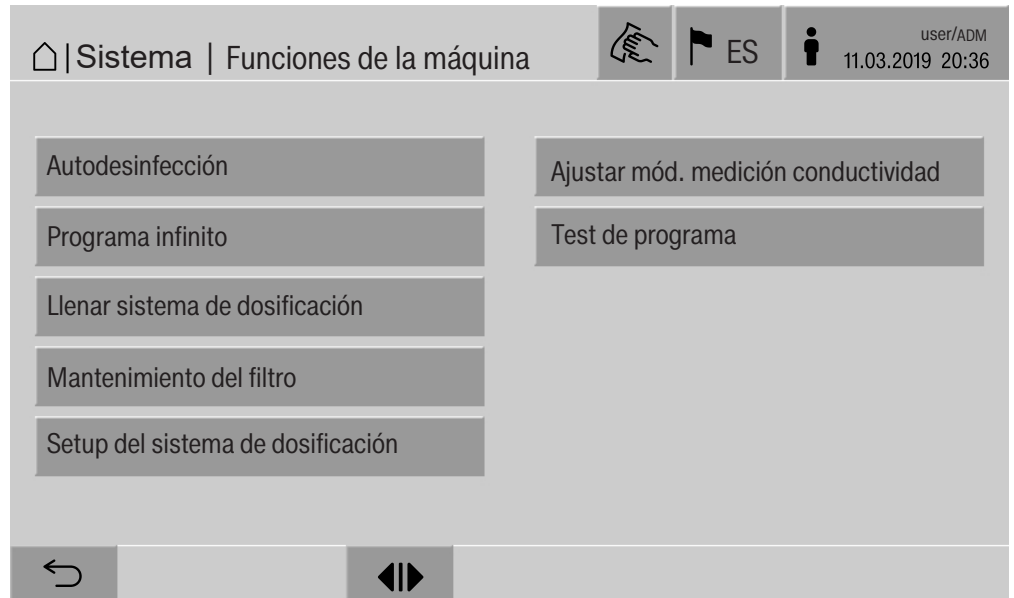 | Sistema | Funciones de la máquina
ES
user/ADM
11.03.2019 20:36
Autodesinfección
Programa infinito
Llenar sistema de dosificación
Mantenimiento del filtro
Setup del sistema de dosificación
Ajustar mód. medición conductividad
Test de programa